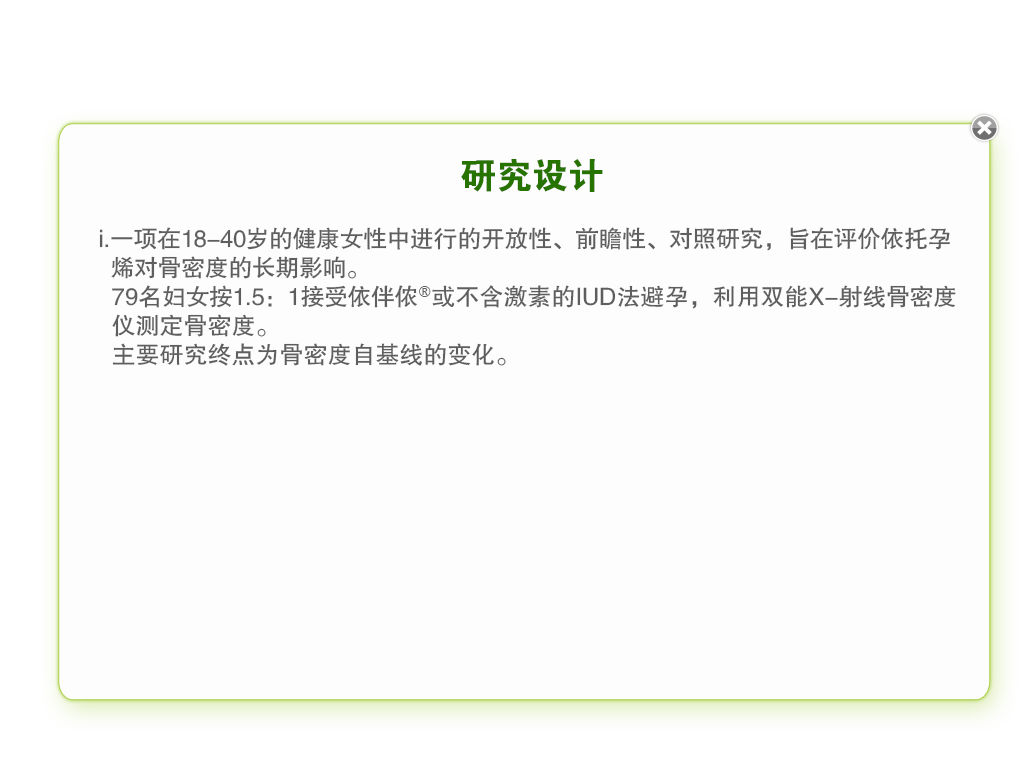 研究设计
i.一项在18–40岁的健康女性中进行的开放性、前瞻性、对照研究，旨在评价依托孕
烯对骨密度的长期影响。
79名妇女按1.5：1接受依伴侬®或不含激素的IUD法避孕，利用双能X–射线骨密度
仪测定骨密度。
主要研究终点为骨密度自基线的变化。